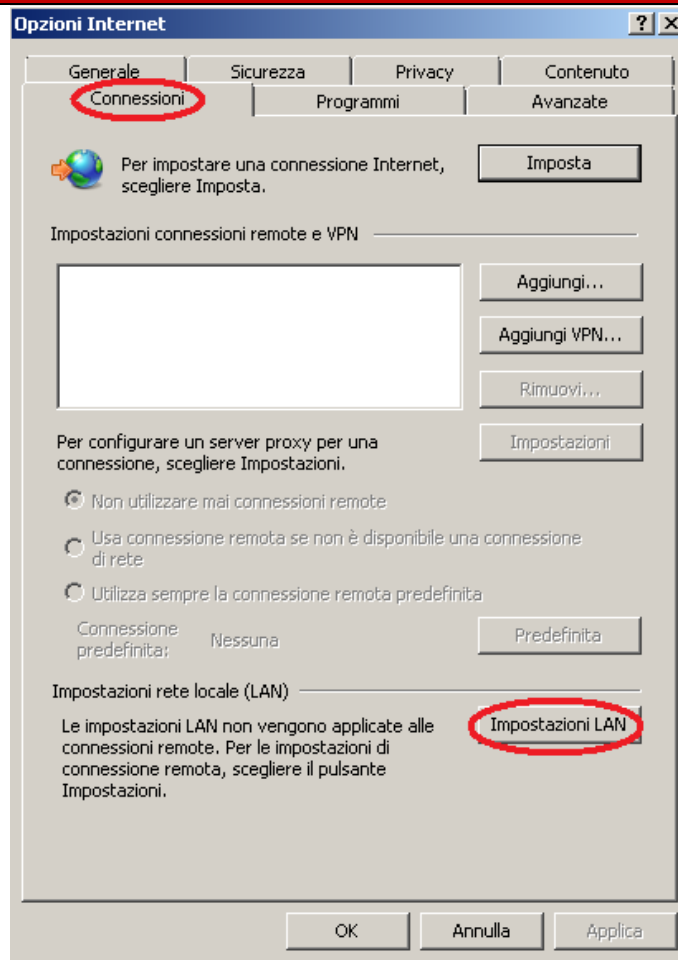 Opzioni Internet
Generale Sicurezza Privacy Contenuto
Connessioni Programmi Avanzate
Per impostare una connessione Internet,
scegliere Imposta.
Imposta
Impostazioni connessioni remote e VPN
Aggiungi...
Aggiungi VPN...
Rimuovi...
Per configurare un server proxy per una
connessione, scegliere Impostazioni.
Impostazioni
Non utilizzare mai connessioni remote
Usa connessione remota se non è disponibile una connessione
di rete
Utilizza sempre la connessione remota predefinita
Connessione
predefinita:
Nessuna
Predefinita
Impostazioni rete locale (LAN)
Le impostazioni LAN non vengono applicate alle
connessioni remote. Per le impostazioni di
connessione remota, scegliere il pulsante
Impostazioni.
Impostazioni LAN
OK Annulla Applica